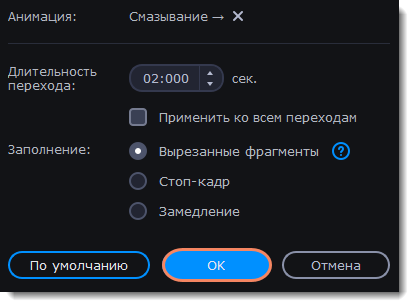 Анимация: Смазывание →
Длительность перехода: 02:000 сек.
Применить ко всем переходам
Заполнение: Вырезанные фрагменты ?
Стоп-кадр
Замедление
По умолчанию OK Отмена